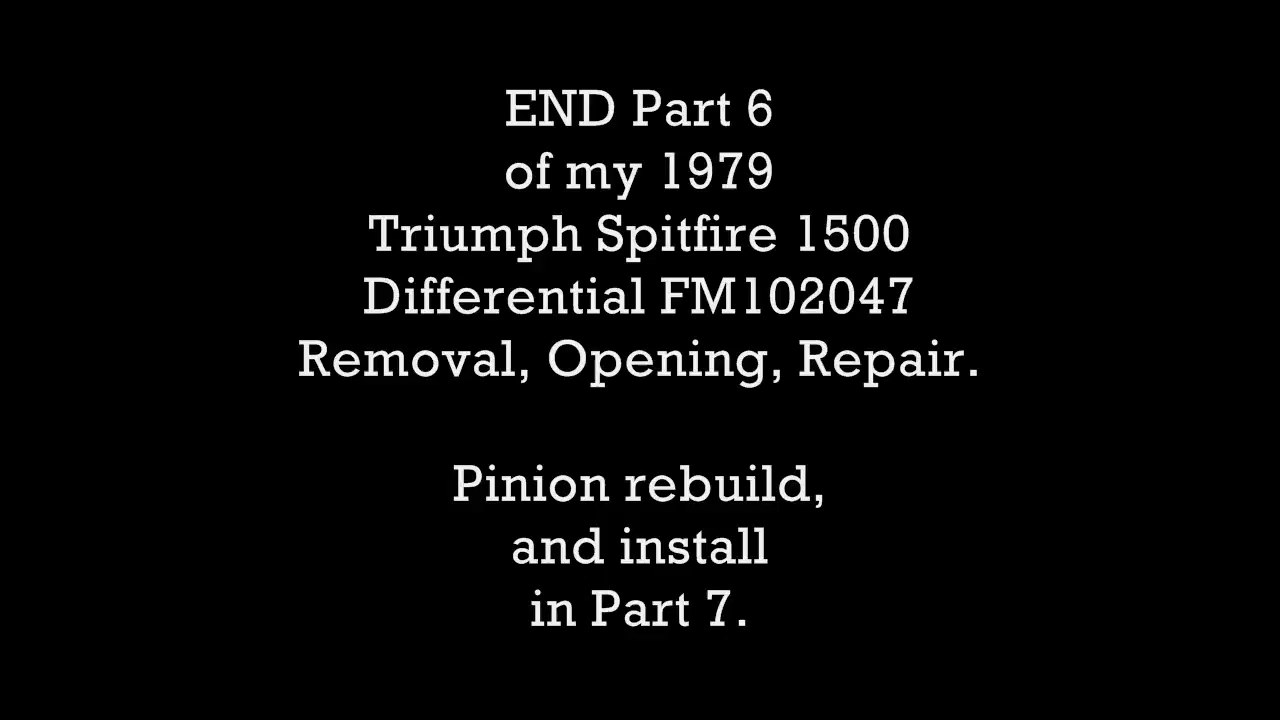 END Part 6
of my 1979
Triumph Spitfire 1500
Differential FM102047
Removal, Opening, Repair.
Pinion rebuild,
and install
in Part 7.